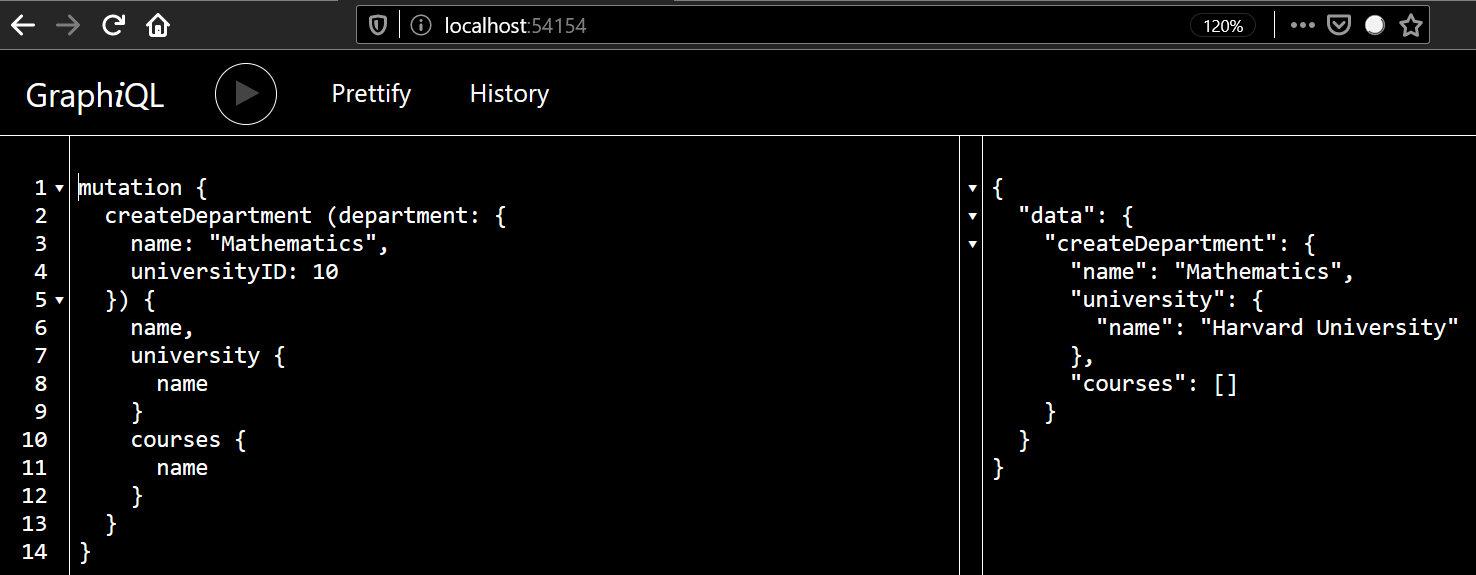 localhost:54154
120%
GraphiQL
Prettify
History
1 mutation {
2   createDepartment (department: {
3     name: "Mathematics",
4     universityID: 10
5   }) {
6     name,
7     university {
8       name
9     }
10     courses {
11       name
12     }
13   }
14 }
{
  "data": {
    "createDepartment": {
      "name": "Mathematics",
      "university": {
        "name": "Harvard University"
      },
      "courses": []
    }
  }
}